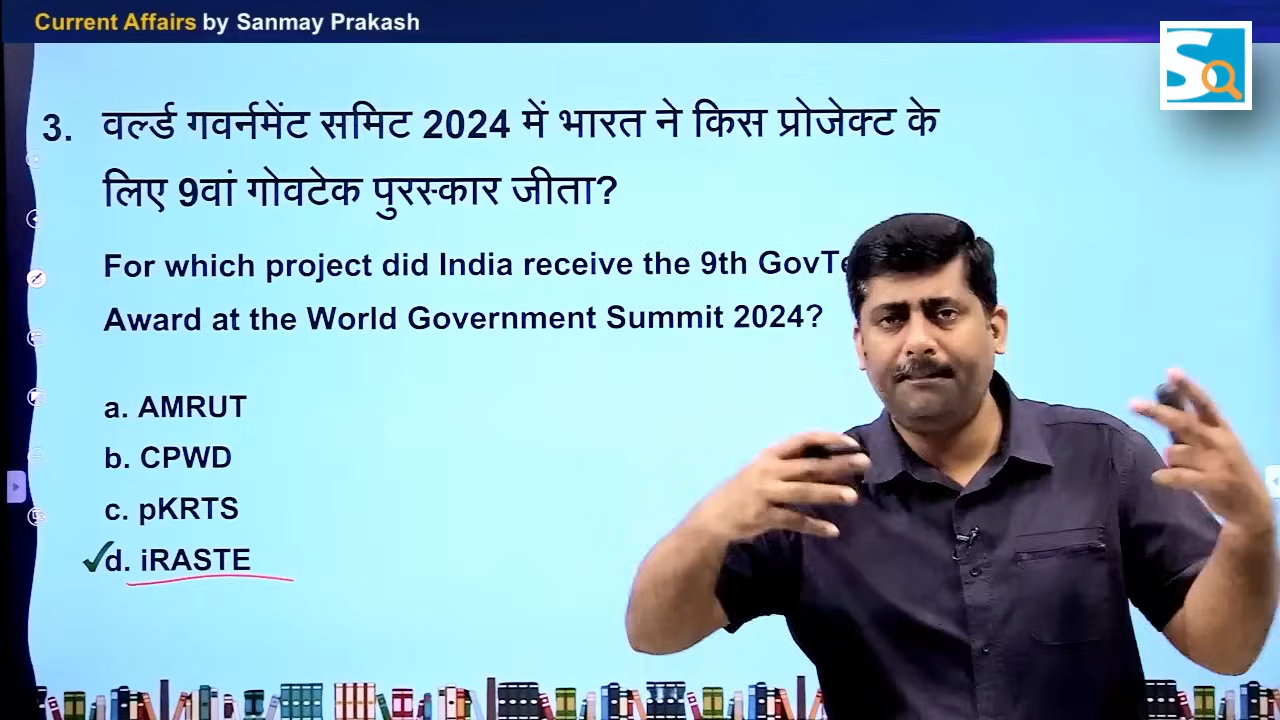 Current Affairs by Sanmay Prakash
3. वर्ल्ड गवर्नमेंट समिट 2024 में भारत ने किस प्रोजेक्ट के
लिए 9वां गोवटेक पुरस्कार जीता?
For which project did India receive the 9th
Award at the World Government Summit 2024?
a. AMRUT
b. CPWD
c. pKRTS
d. iRASTE